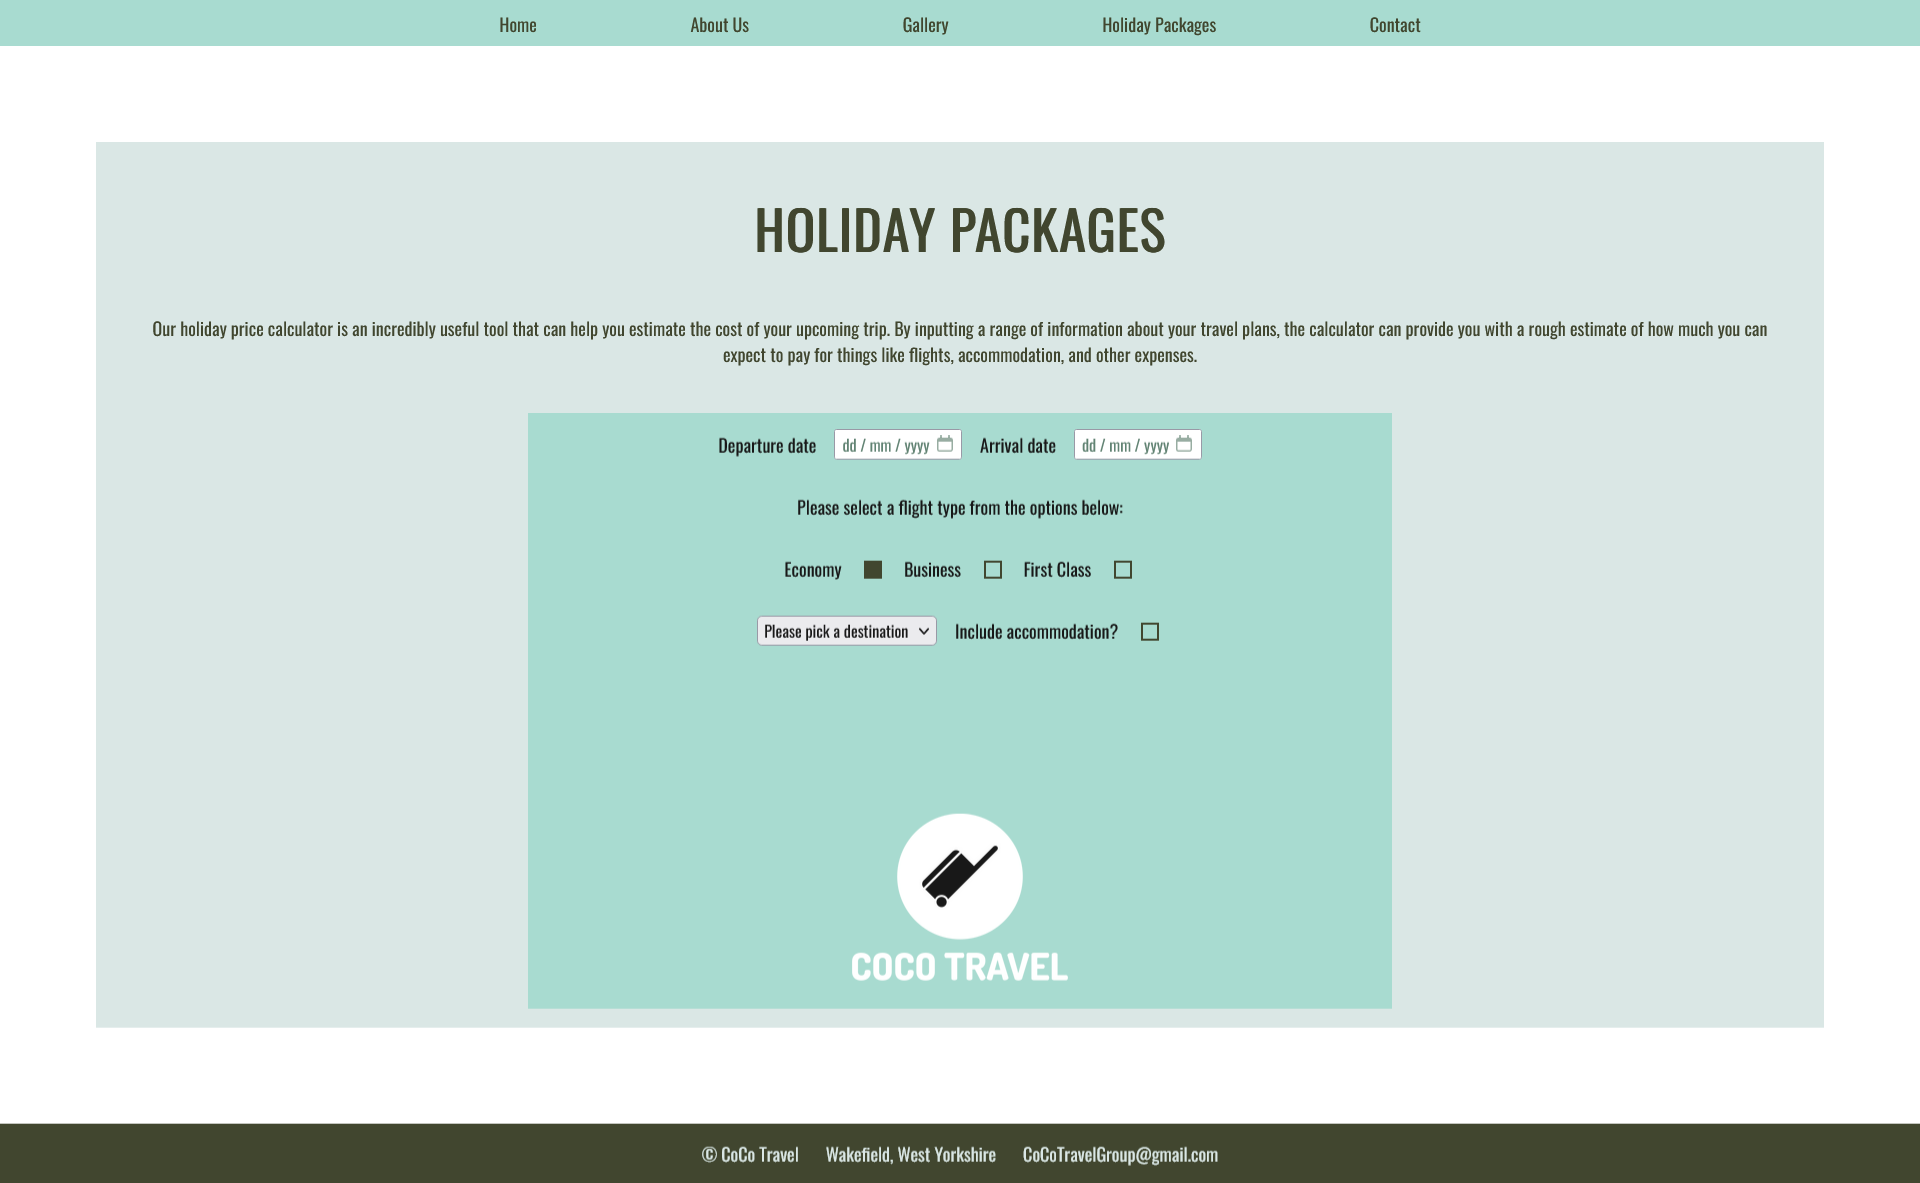 Home About Us Gallery Holiday Packages Contact
HOLIDAY PACKAGES
Our holiday price calculator is an incredibly useful tool that can help you estimate the cost of your upcoming trip. By inputting a range of information about your travel plans, the calculator can provide you with a rough estimate of how much you can
expect to pay for things like flights, accommodation, and other expenses.
Departure date dd / mm / yyyy Arrival date dd / mm / yyyy
Please select a flight type from the options below:
Economy Business First Class
Please pick a destination Include accommodation?
COCO TRAVEL
© CoCo Travel Wakefield, West Yorkshire CoCoTravelGroup@gmail.com